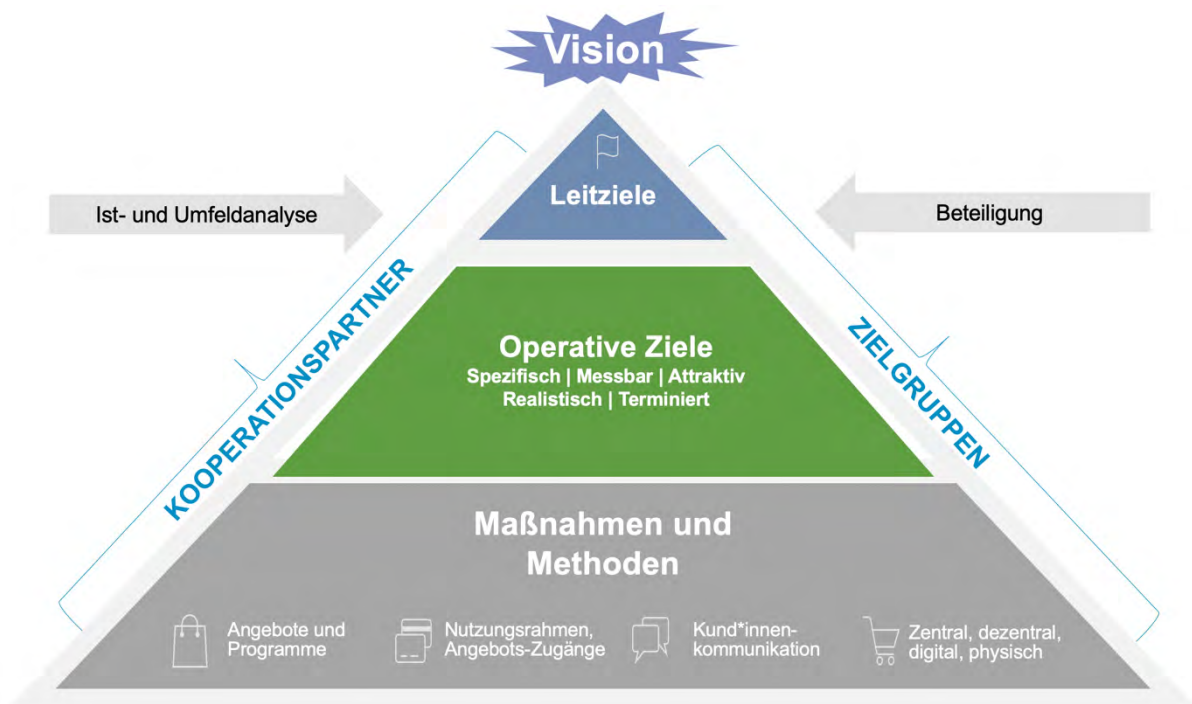 Vision
Leitziele
Ist- und Umfeldanalyse
Beteiligung
KOOPERATIONSPARTNER
ZIELGRUPPEN
Operative Ziele
Spezifisch | Messbar | Attraktiv
Realistisch | Terminiert
Maßnahmen und
Methoden
Angebote und
Programme
Nutzungsrahmen,
Angebots-Zugänge
Kund*innen-
kommunikation
Zentral, dezentral,
digital, physisch